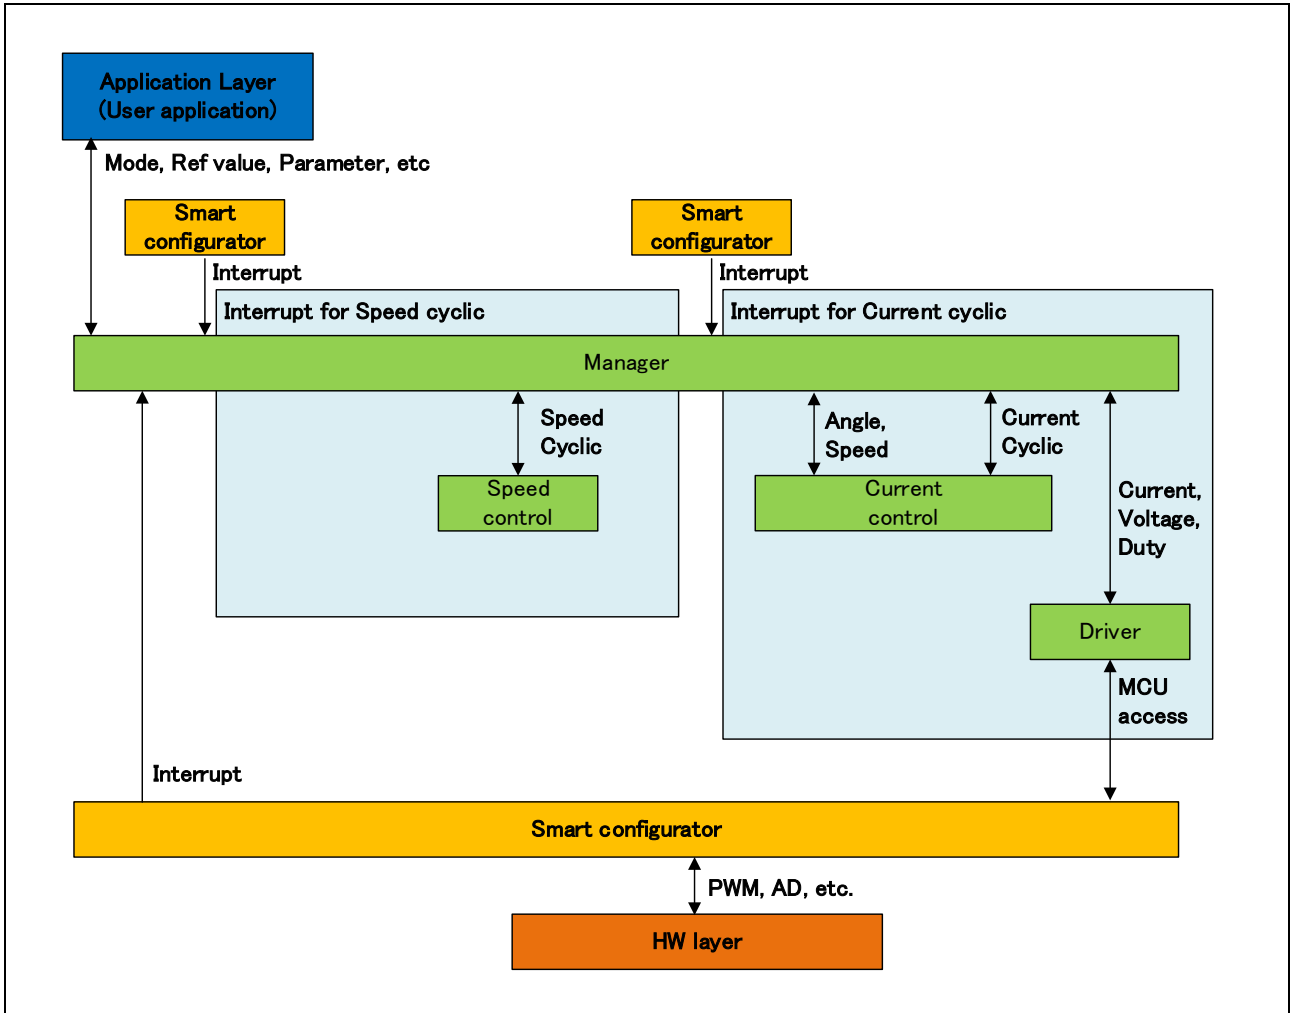 Application Layer
(User application)
Mode, Ref value, Parameter, etc
Smart
configurator
Smart
configurator
Interrupt
Interrupt
Interrupt for Speed cyclic
Interrupt for Current cyclic
Manager
Speed
Cyclic
Angle,
Speed
Current
Cyclic
Speed
control
Current
control
Current,
Voltage,
Duty
Driver
MCU
access
Interrupt
Smart configurator
PWM, AD, etc.
HW layer